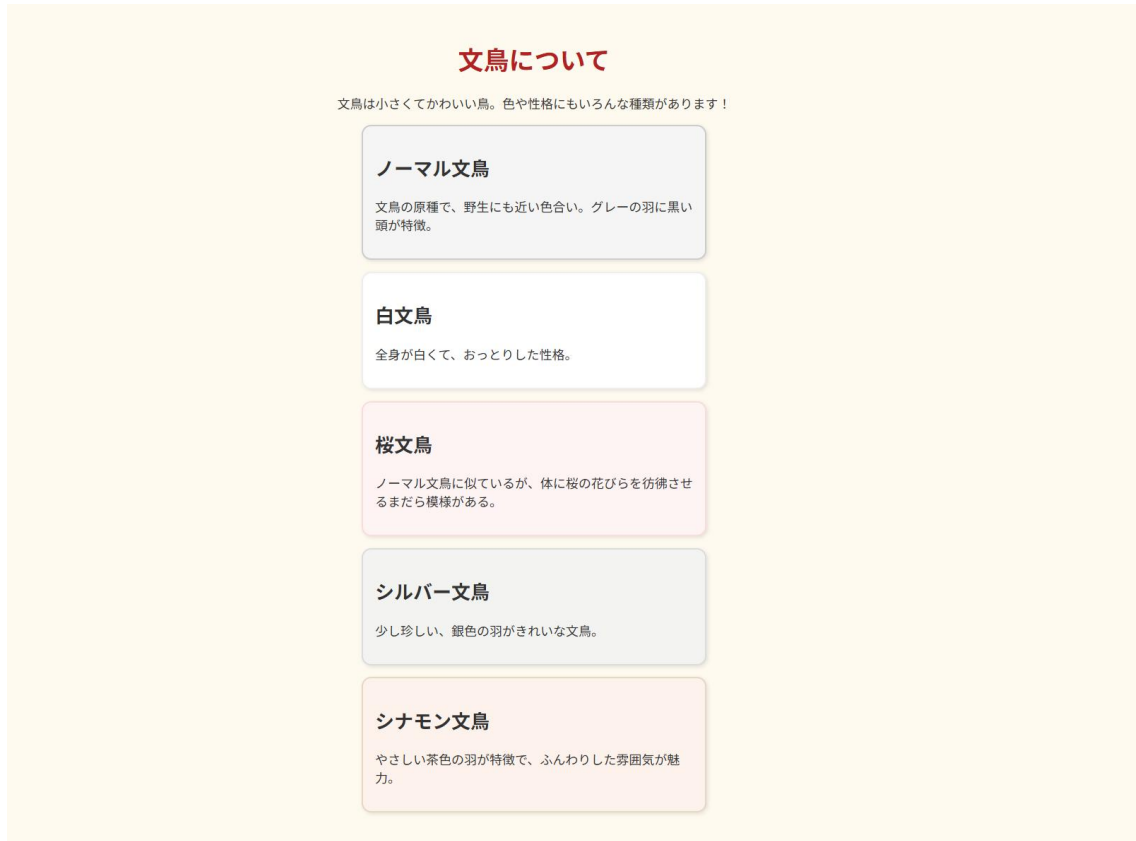 文鳥について
文鳥は小さくてかわいい鳥。色や性格にもいろんな種類があります！
ノーマル文鳥
文鳥の原種で、野生にも近い色合い。グレーの羽に黒い
頭が特徴。
白文鳥
全身が白くて、おっとりした性格。
桜文鳥
ノーマル文鳥に似ているが、体に桜の花びらを彷彿させ
るまだら模様がある。
シルバー文鳥
少し珍しい、銀色の羽がきれいな文鳥。
シナモン文鳥
やさしい茶色の羽が特徴で、ふんわりした雰囲気が魅
力。